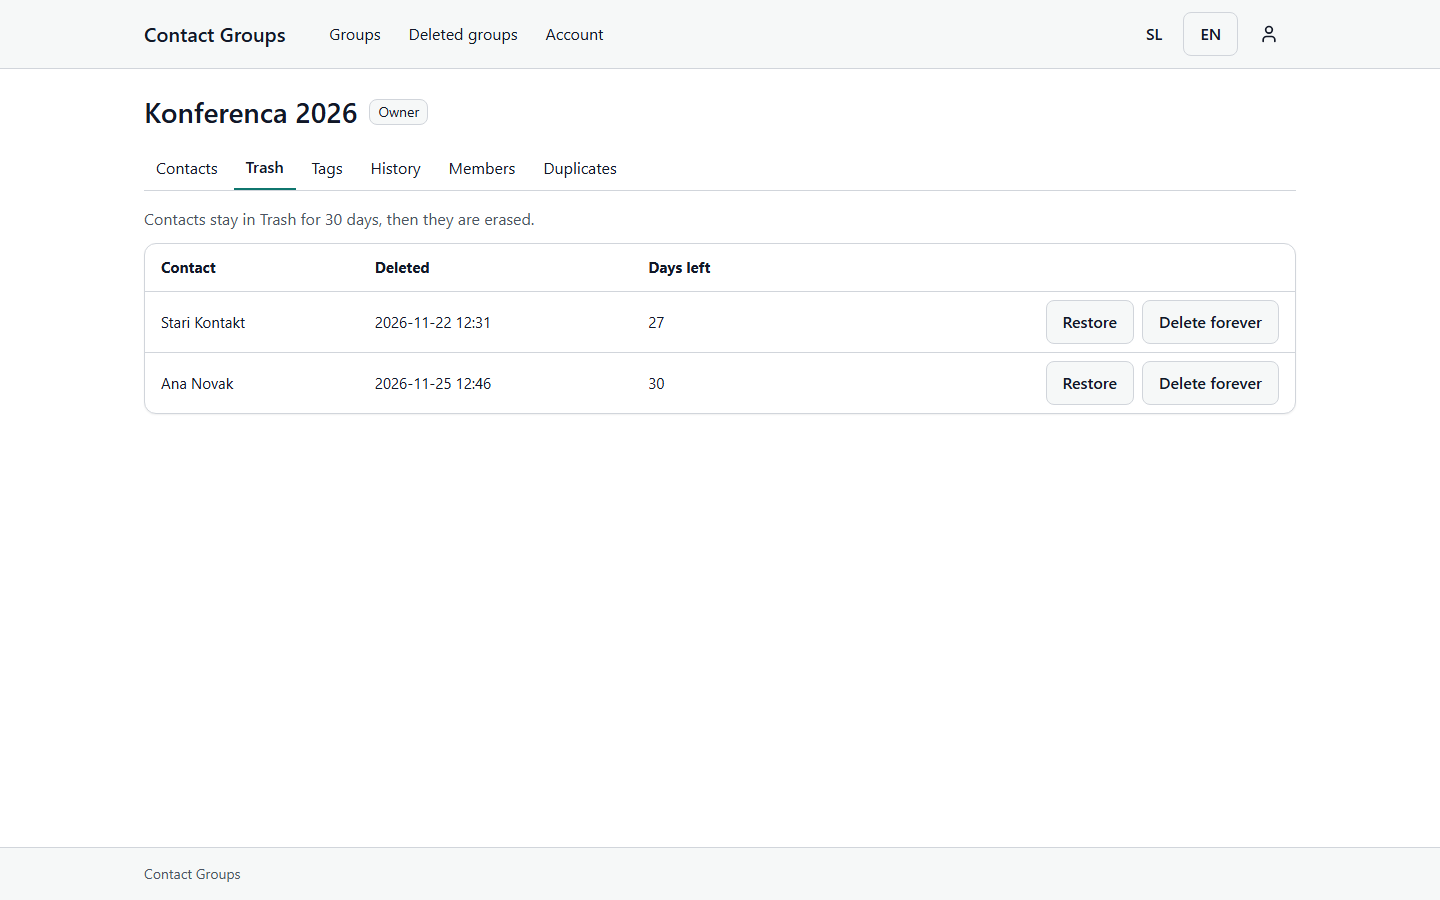 Contact Groups Groups Deleted groups Account SL EN
Konferenca 2026 Owner
Contacts Trash Tags History Members Duplicates
Contacts stay in Trash for 30 days, then they are erased.
Contact Deleted Days left
Stari Kontakt 2026-11-22 12:31 27 Restore Delete forever
Ana Novak 2026-11-25 12:46 30 Restore Delete forever
Contact Groups